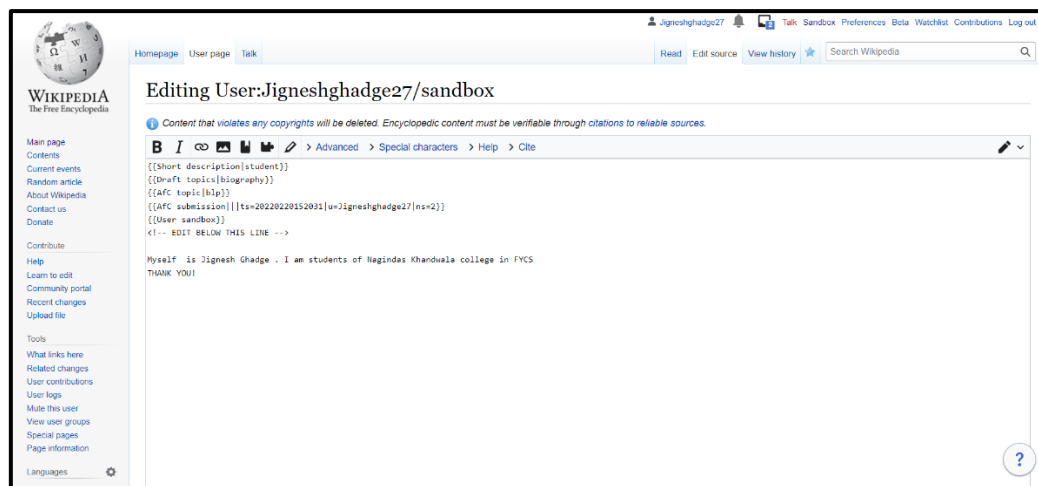 Jigneshghadge27 Talk Sandbox Preferences Beta Watchlist Contributions Log out
Homepage User page Talk Read Edit source View history Search Wikipedia
WIKIPEDIA
The Free Encyclopedia
Editing User:Jigneshghadge27/sandbox
Content that violates any copyrights will be deleted. Encyclopedic content must be verifiable through citations to reliable sources.
B I > Advanced > Special characters > Help > Cite
{{Short description|student}}
{{Draft topics|biography}}
{{AfC topic|blp}}
{{AfC submission|||ts=20220220152031|u=Jigneshghadge27|ns=2}}
{{User sandbox}}
<!-- EDIT BELOW THIS LINE -->
Myself  is Jignesh Ghadge . I am students of Nagindas Khandwala college in FYCS
THANK YOU!
Main page
Contents
Current events
Random article
About Wikipedia
Contact us
Donate
Contribute
Help
Learn to edit
Community portal
Recent changes
Upload file
Tools
What links here
Related changes
User contributions
User logs
Mute this user
View user groups
Special pages
Page information
Languages
?